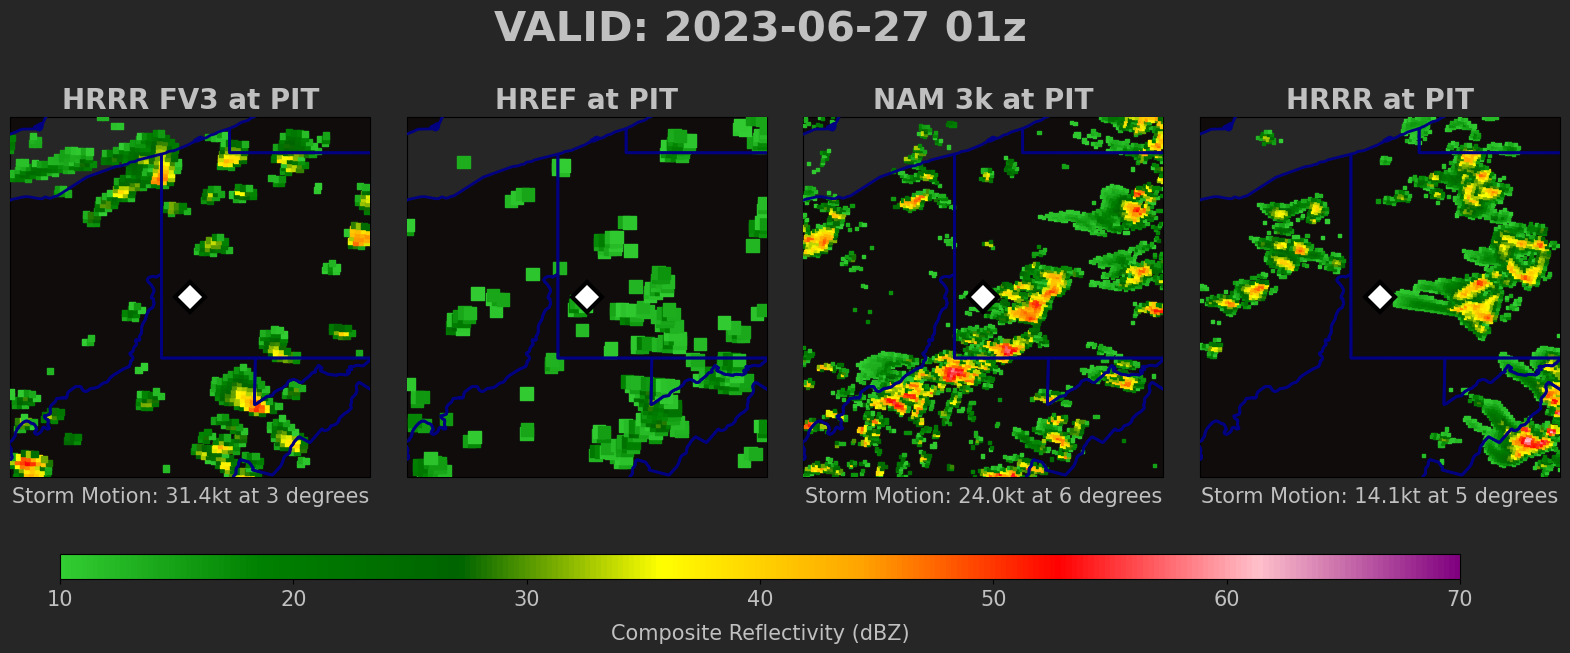 VALID: 2023-06-27 01z
HRRR FV3 at PIT
HREF at PIT
NAM 3k at PIT
HRRR at PIT
Storm Motion: 31.4kt at 3 degrees
Storm Motion: 24.0kt at 6 degrees
Storm Motion: 14.1kt at 5 degrees
10 20 30 40 50 60 70
Composite Reflectivity (dBZ)